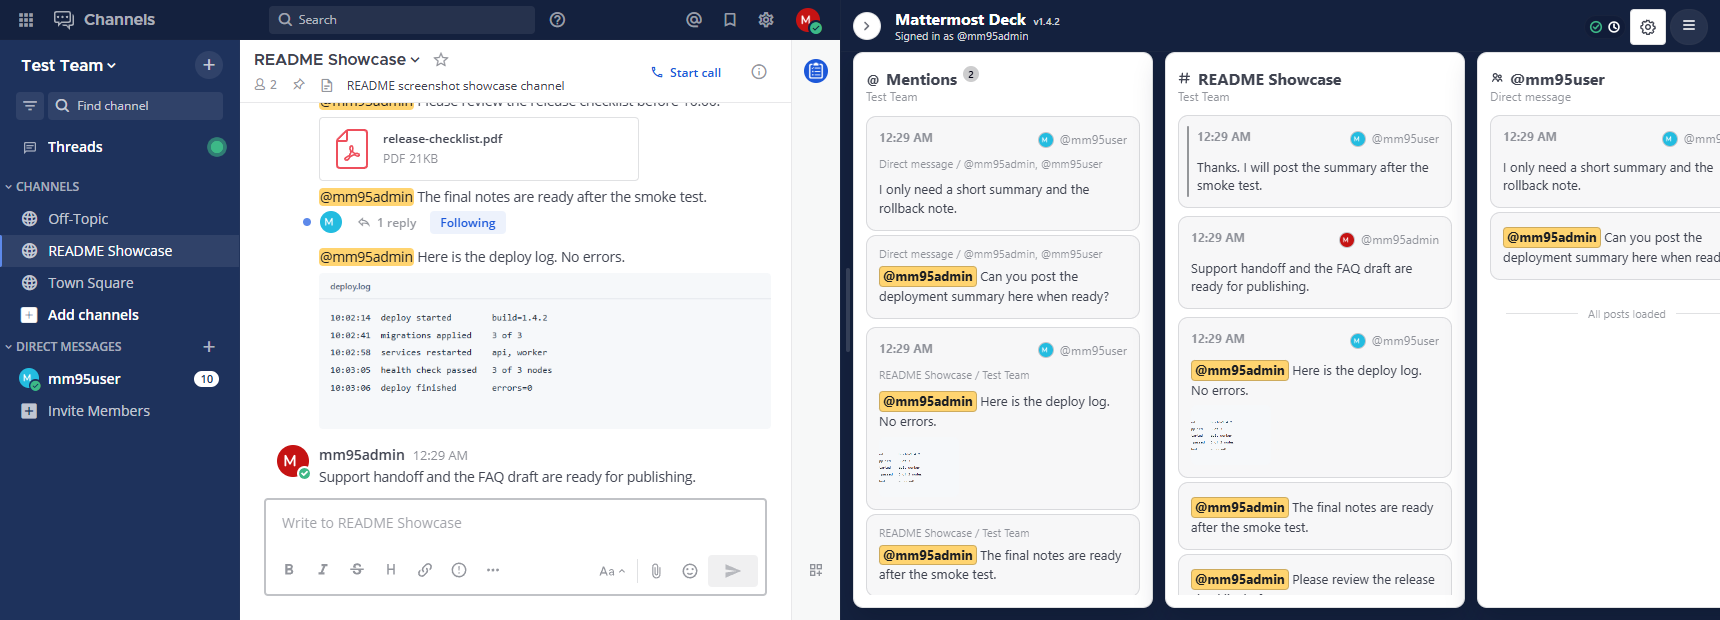 Channels
Search
Test Team
Find channel
Threads
CHANNELS
Off-Topic
README Showcase
Town Square
Add channels
DIRECT MESSAGES
mm95user 10
Invite Members
README Showcase
2 README screenshot showcase channel
Start call
@mm95admin Please review the release checklist before 10:00.
release-checklist.pdf
PDF 21KB
@mm95admin The final notes are ready after the smoke test.
M 1 reply Following
@mm95admin Here is the deploy log. No errors.
deploy.log
10:02:14 deploy started build=1.4.2
10:02:41 migrations applied 3 of 3
10:02:58 services restarted api, worker
10:03:05 health check passed 3 of 3 nodes
10:03:06 deploy finished errors=0
M mm95admin 12:29 AM
Support handoff and the FAQ draft are ready for publishing.
Write to README Showcase
B I S H Aa
Mattermost Deck v1.4.2
Signed in as @mm95admin
@ Mentions 2
Test Team
12:29 AM M @mm95user
Direct message / @mm95admin, @mm95user
I only need a short summary and the
rollback note.
Direct message / @mm95admin, @mm95user
@mm95admin Can you post the
deployment summary here when ready?
12:29 AM M @mm95user
README Showcase / Test Team
@mm95admin Here is the deploy log.
No errors.
README Showcase / Test Team
@mm95admin The final notes are ready
after the smoke test.
# README Showcase
Test Team
12:29 AM M @mm95user
Thanks. I will post the summary after the
smoke test.
12:29 AM M @mm95admin
Support handoff and the FAQ draft are
ready for publishing.
12:29 AM M @mm95user
@mm95admin Here is the deploy log.
No errors.
@mm95admin The final notes are ready
after the smoke test.
@mm95admin Please review the release
@mm95user
Direct message
12:29 AM M @mm9
I only need a short summary and the
rollback note.
@mm95admin Can you post the
deployment summary here when read
All posts loaded